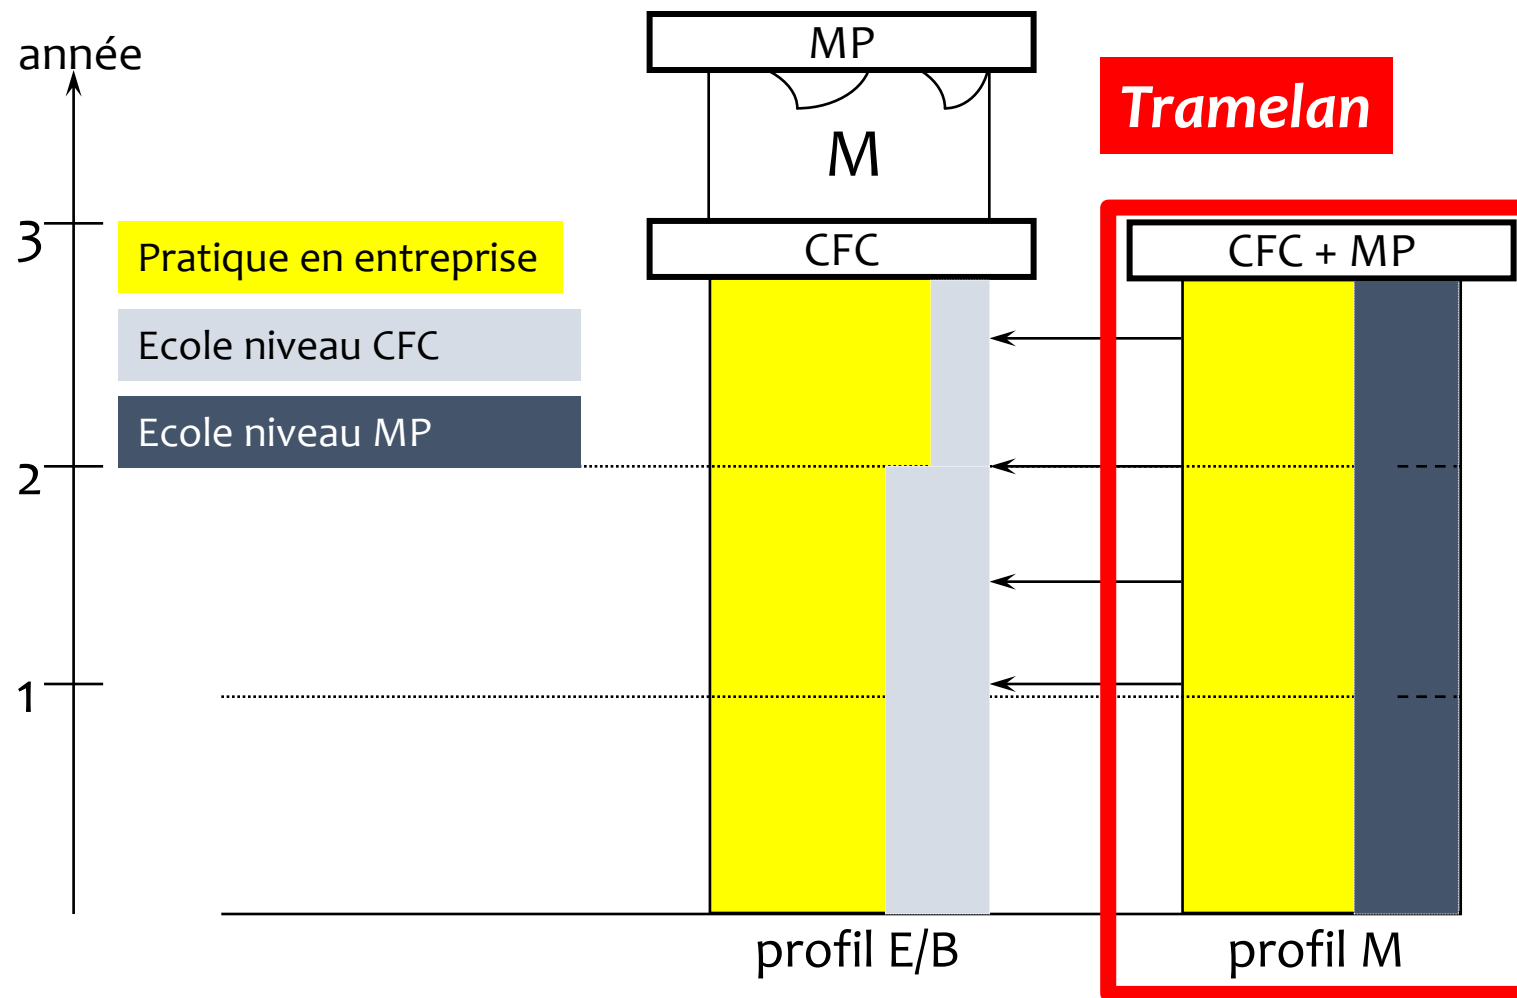 année
MP
Tramelan
M
3
CFC
CFC + MP
Pratique en entreprise
Ecole niveau CFC
Ecole niveau MP
2
1
profil E/B
profil M